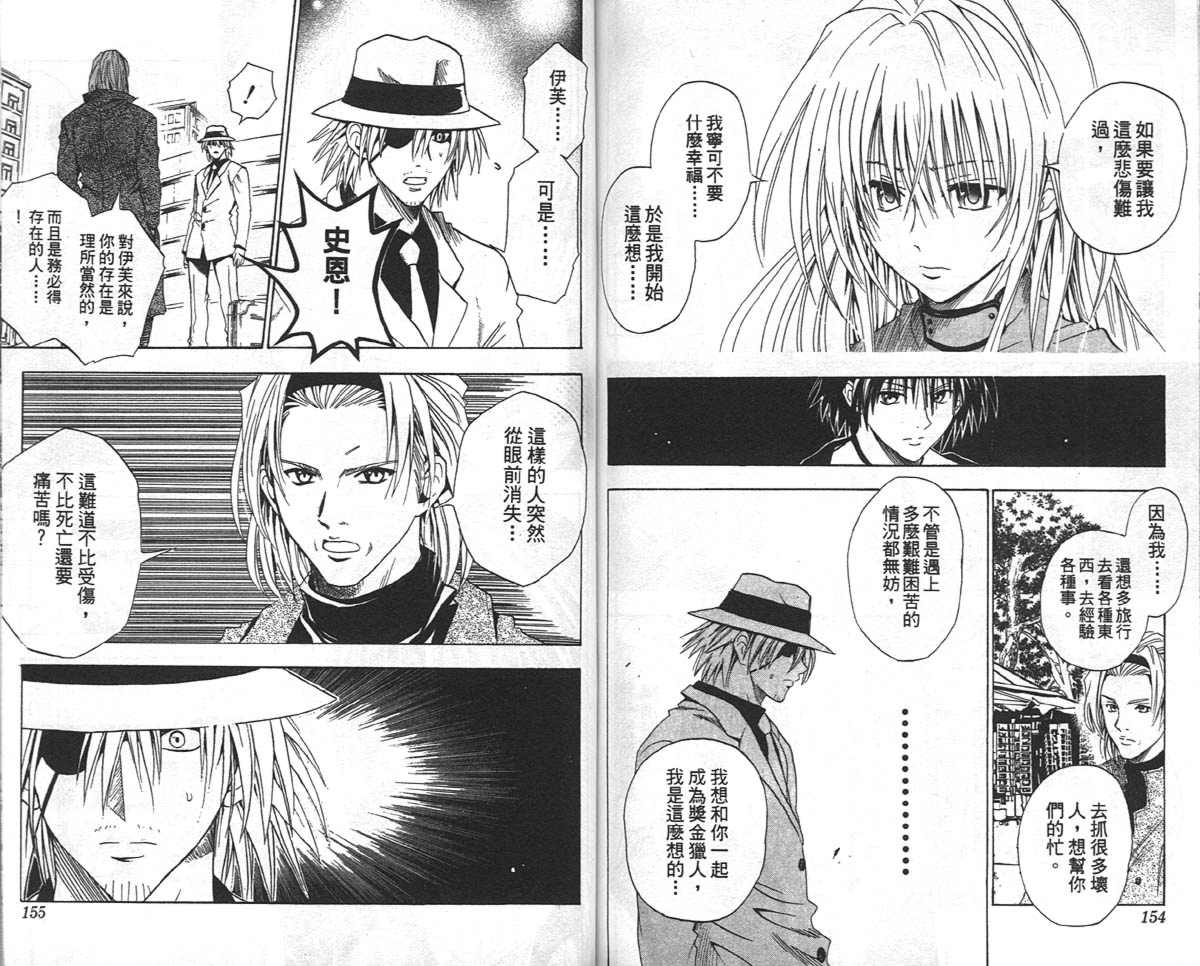 如果要讓我
這麼悲傷難
過，
我寧可不要
什麼幸福……
於是我開始
這麼想……
因為我……
還想多旅行
去看各種東
西，去經驗
各種事。
去抓很多壞
人，想幫你
們的忙。
不管是遇上
多麼艱難困苦的
情況都無妨，
…………
我想和你一起
成為獎金獵人，
我是這麼想的…
154
伊芙……
可是……
史恩！
！
對伊芙來說，
你的存在是
理所當然的，
而且是務必得
存在的人……
！
這樣的人突然
從眼前消失…
這難道不比受傷，
不比死亡還要
痛苦嗎？
155